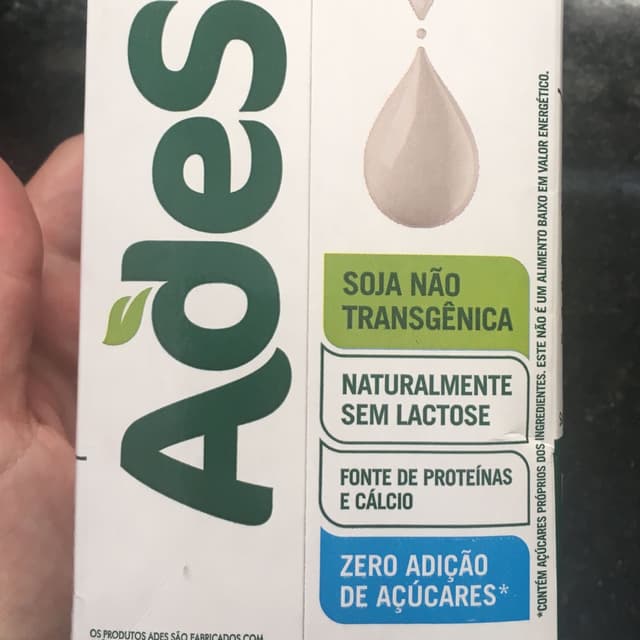 AdeS
SOJA NÃO
TRANSGÊNICA
NATURALMENTE
SEM LACTOSE
FONTE DE PROTEÍNAS
E CÁLCIO
ZERO ADIÇÃO
DE AÇÚCARES*
*CONTÉM AÇÚCARES PRÓPRIOS DOS INGREDIENTES. ESTE NÃO É UM ALIMENTO BAIXO EM VALOR ENERGÉTICO.
OS PRODUTOS ADES SÃO FABRICADOS COM